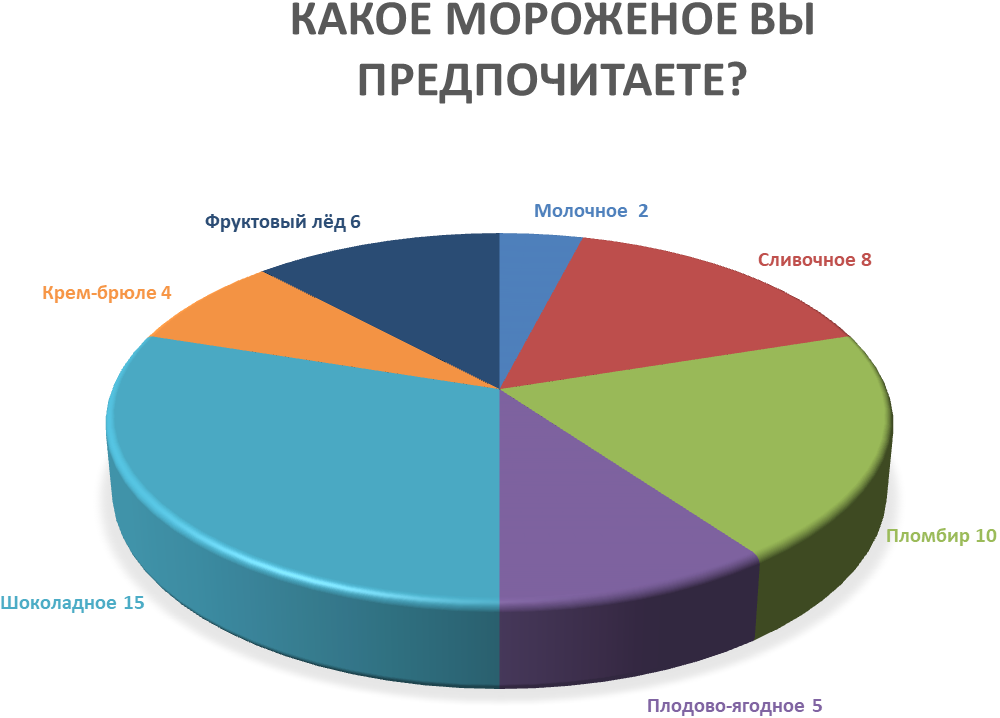 КАКОЕ МОРОЖЕНОЕ ВЫ
ПРЕДПОЧИТАЕТЕ?
Молочное  2
Сливочное 8
Пломбир 10
Плодово-ягодное 5
Шоколадное 15
Крем-брюле 4
Фруктовый лёд 6